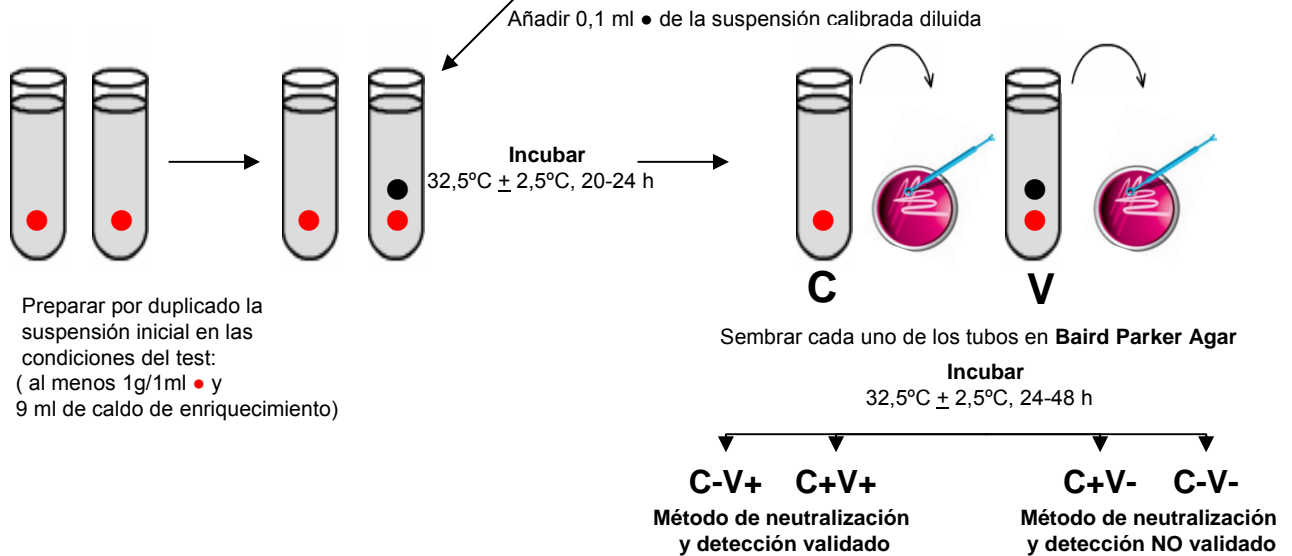 Añadir 0,1 ml ● de la suspensión calibrada diluida
Incubar
32,5ºC + 2,5ºC, 20-24 h
C
V
Preparar por duplicado la
suspensión inicial en las
condiciones del test:
( al menos 1g/1ml ● y
9 ml de caldo de enriquecimiento)
Sembrar cada uno de los tubos en Baird Parker Agar
Incubar
32,5ºC + 2,5ºC, 24-48 h
C-V+ C+V+
Método de neutralización
y detección validado
C+V- C-V-
Método de neutralización
y detección NO validado